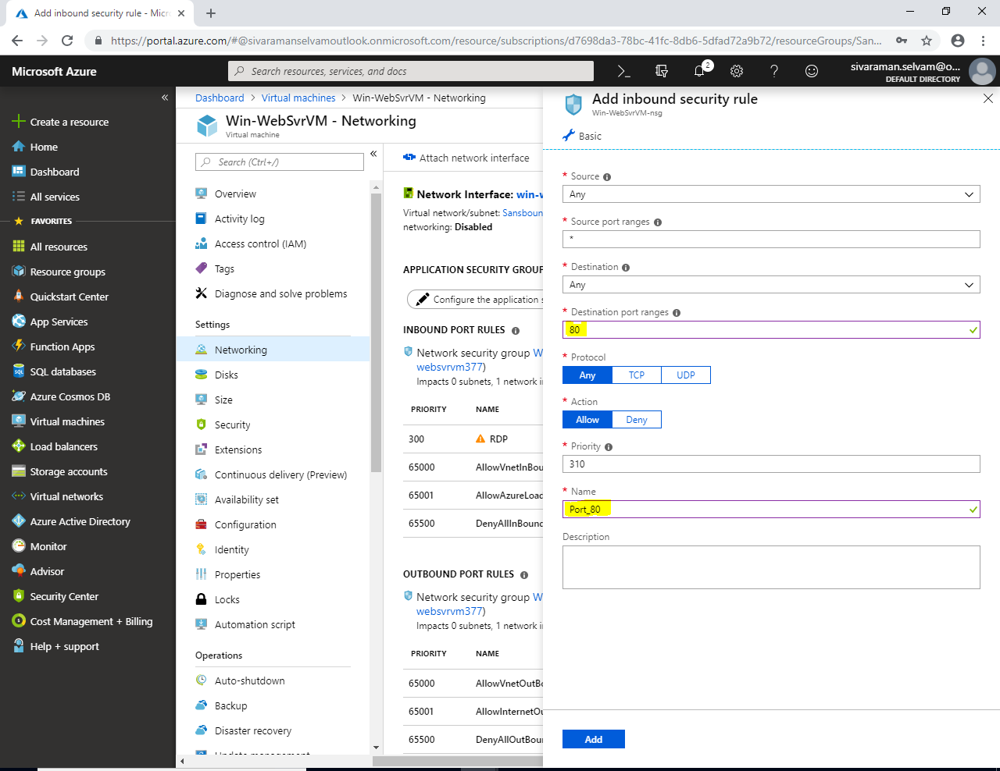 Add inbound security rule - Micr
https://portal.azure.com/#@sivaramanselvamoutlook.onmicrosoft.com/resource/subscriptions/d7698da3-78bc-41fc-8db6-5dfad72a9b72/resourceGroups/San...
Microsoft Azure
Search resources, services, and docs
2
sivaraman.selvam@o...
DEFAULT DIRECTORY
Create a resource
Home
Dashboard
All services
FAVORITES
All resources
Resource groups
Quickstart Center
App Services
Function Apps
SQL databases
Azure Cosmos DB
Virtual machines
Load balancers
Storage accounts
Virtual networks
Azure Active Directory
Monitor
Advisor
Security Center
Cost Management + Billing
Help + support
Dashboard > Virtual machines > Win-WebSvrVM - Networking
Win-WebSvrVM - Networking
Virtual machine
Search (Ctrl+/)
Overview
Activity log
Access control (IAM)
Tags
Diagnose and solve problems
Settings
Networking
Disks
Size
Security
Extensions
Continuous delivery (Preview)
Availability set
Configuration
Identity
Properties
Locks
Automation script
Operations
Auto-shutdown
Backup
Disaster recovery
Update management
Attach network interface
Network Interface: win-w
Virtual network/subnet: Sansboun
networking: Disabled
APPLICATION SECURITY GROUP
Configure the application s
INBOUND PORT RULES
Network security group W
websvrvm377)
Impacts 0 subnets, 1 network in
PRIORITY NAME
300 RDP
65000 AllowVnetInBou
65001 AllowAzureLoad
65500 DenyAllInBound
OUTBOUND PORT RULES
Network security group W
websvrvm377)
Impacts 0 subnets, 1 network in
PRIORITY NAME
65000 AllowVnetOutBo
65001 AllowInternetOu
65500 DenyAllOutBoun
Add inbound security rule
Win-WebSvrVM-nsg
Basic
* Source
Any
* Source port ranges
*
* Destination
Any
* Destination port ranges
80
* Protocol
Any TCP UDP
* Action
Allow Deny
* Priority
310
* Name
Port_80
Description
Add